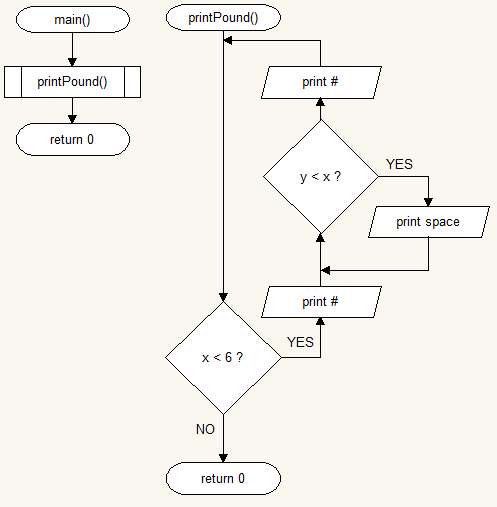 main()
printPound()
return 0
printPound()
print #
y < x ?
YES
print space
print #
x < 6 ?
YES
NO
return 0